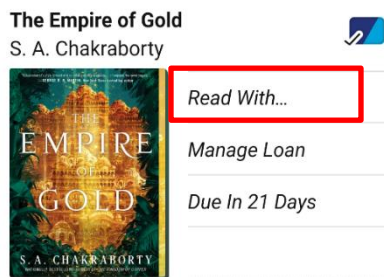 The Empire of Gold
S. A. Chakraborty
Read With...
Manage Loan
Due In 21 Days
THE
EMPIRE
OF
GOLD
S. A. CHAKRABORTY